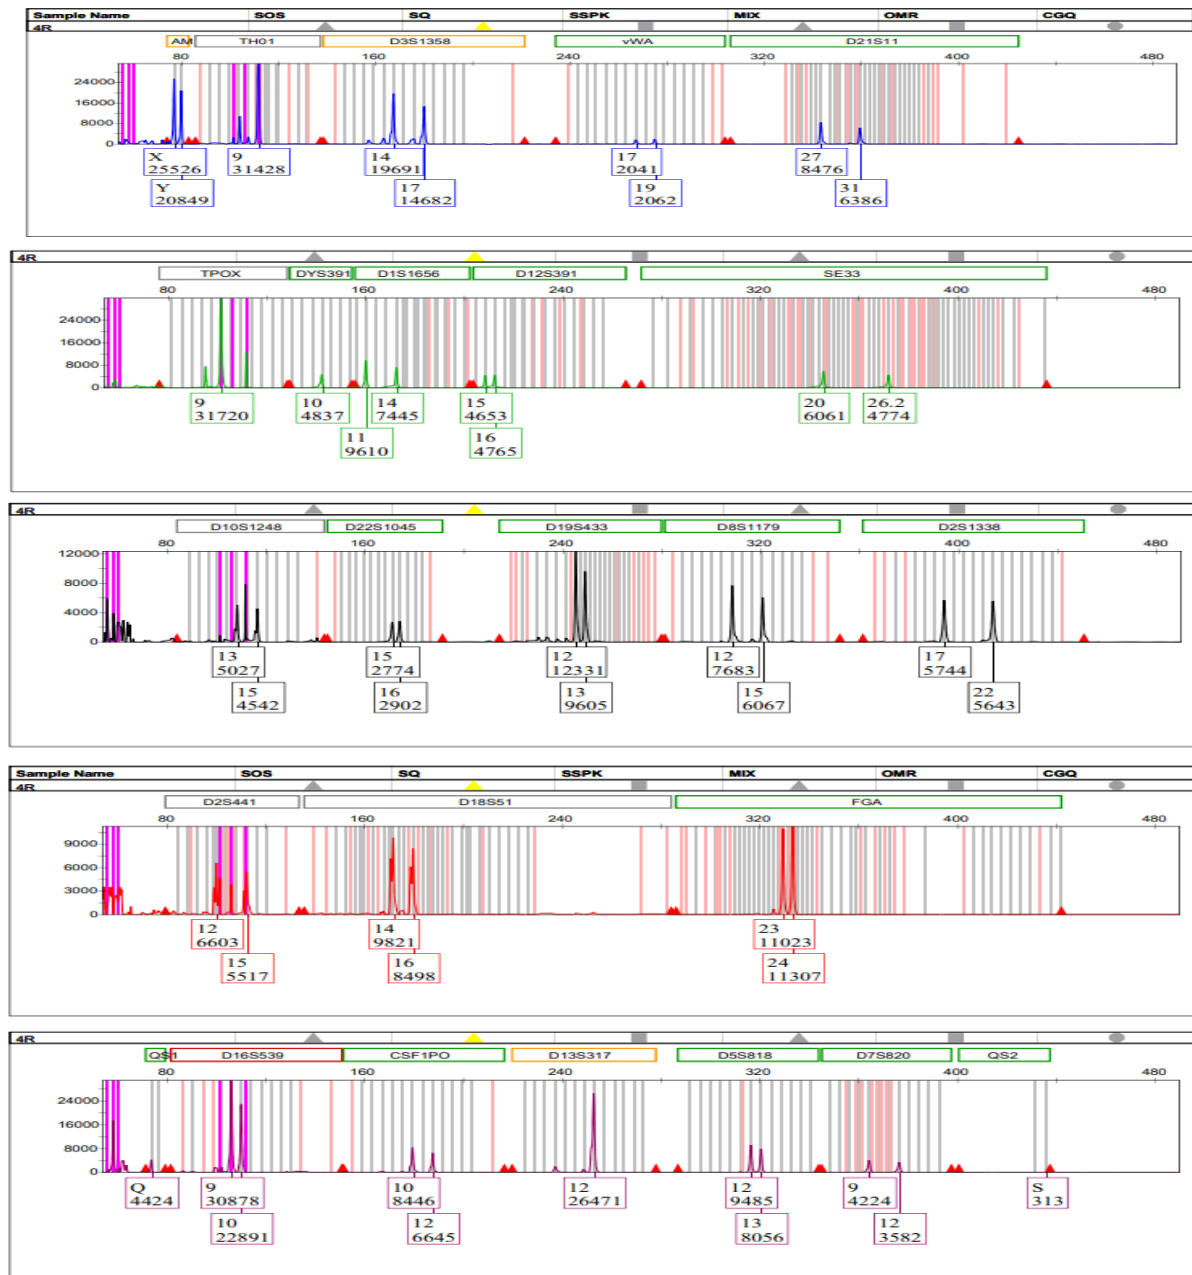 Sample Name SOS SQ SSPK MIX OMR CGQ
4R
AM TH01 D3S1358 vWA D21S11
80 160 240 320 400 480
24000
16000
8000
0
X 9 14 17 27
25526 31428 19691 2041 8476
Y 17 19 31
20849 14682 2062 6386
4R
TPOX DYS391 D1S1656 D12S391 SE33
80 160 240 320 400 480
24000
16000
8000
0
9 10 14 15 20 26.2
31720 4837 7445 4653 6061 4774
11 16
9610 4765
4R
D10S1248 D22S1045 D19S433 D8S1179 D2S1338
80 160 240 320 400 480
12000
8000
4000
0
13 15 12 12 17
5027 2774 12331 7683 5744
15 16 13 15 22
4542 2902 9605 6067 5643
Sample Name SOS SQ SSPK MIX OMR CGQ
4R
D2S441 D18S51 FGA
80 160 240 320 400 480
9000
6000
3000
0
12 14 23
6603 9821 11023
15 16 24
5517 8498 11307
4R
QS1 D16S539 CSF1PO D13S317 D5S818 D7S820 QS2
80 160 240 320 400 480
24000
16000
8000
0
Q 9 10 12 12 9 S
4424 30878 8446 26471 9485 4224 313
10 12 13 12
22891 6645 8056 3582